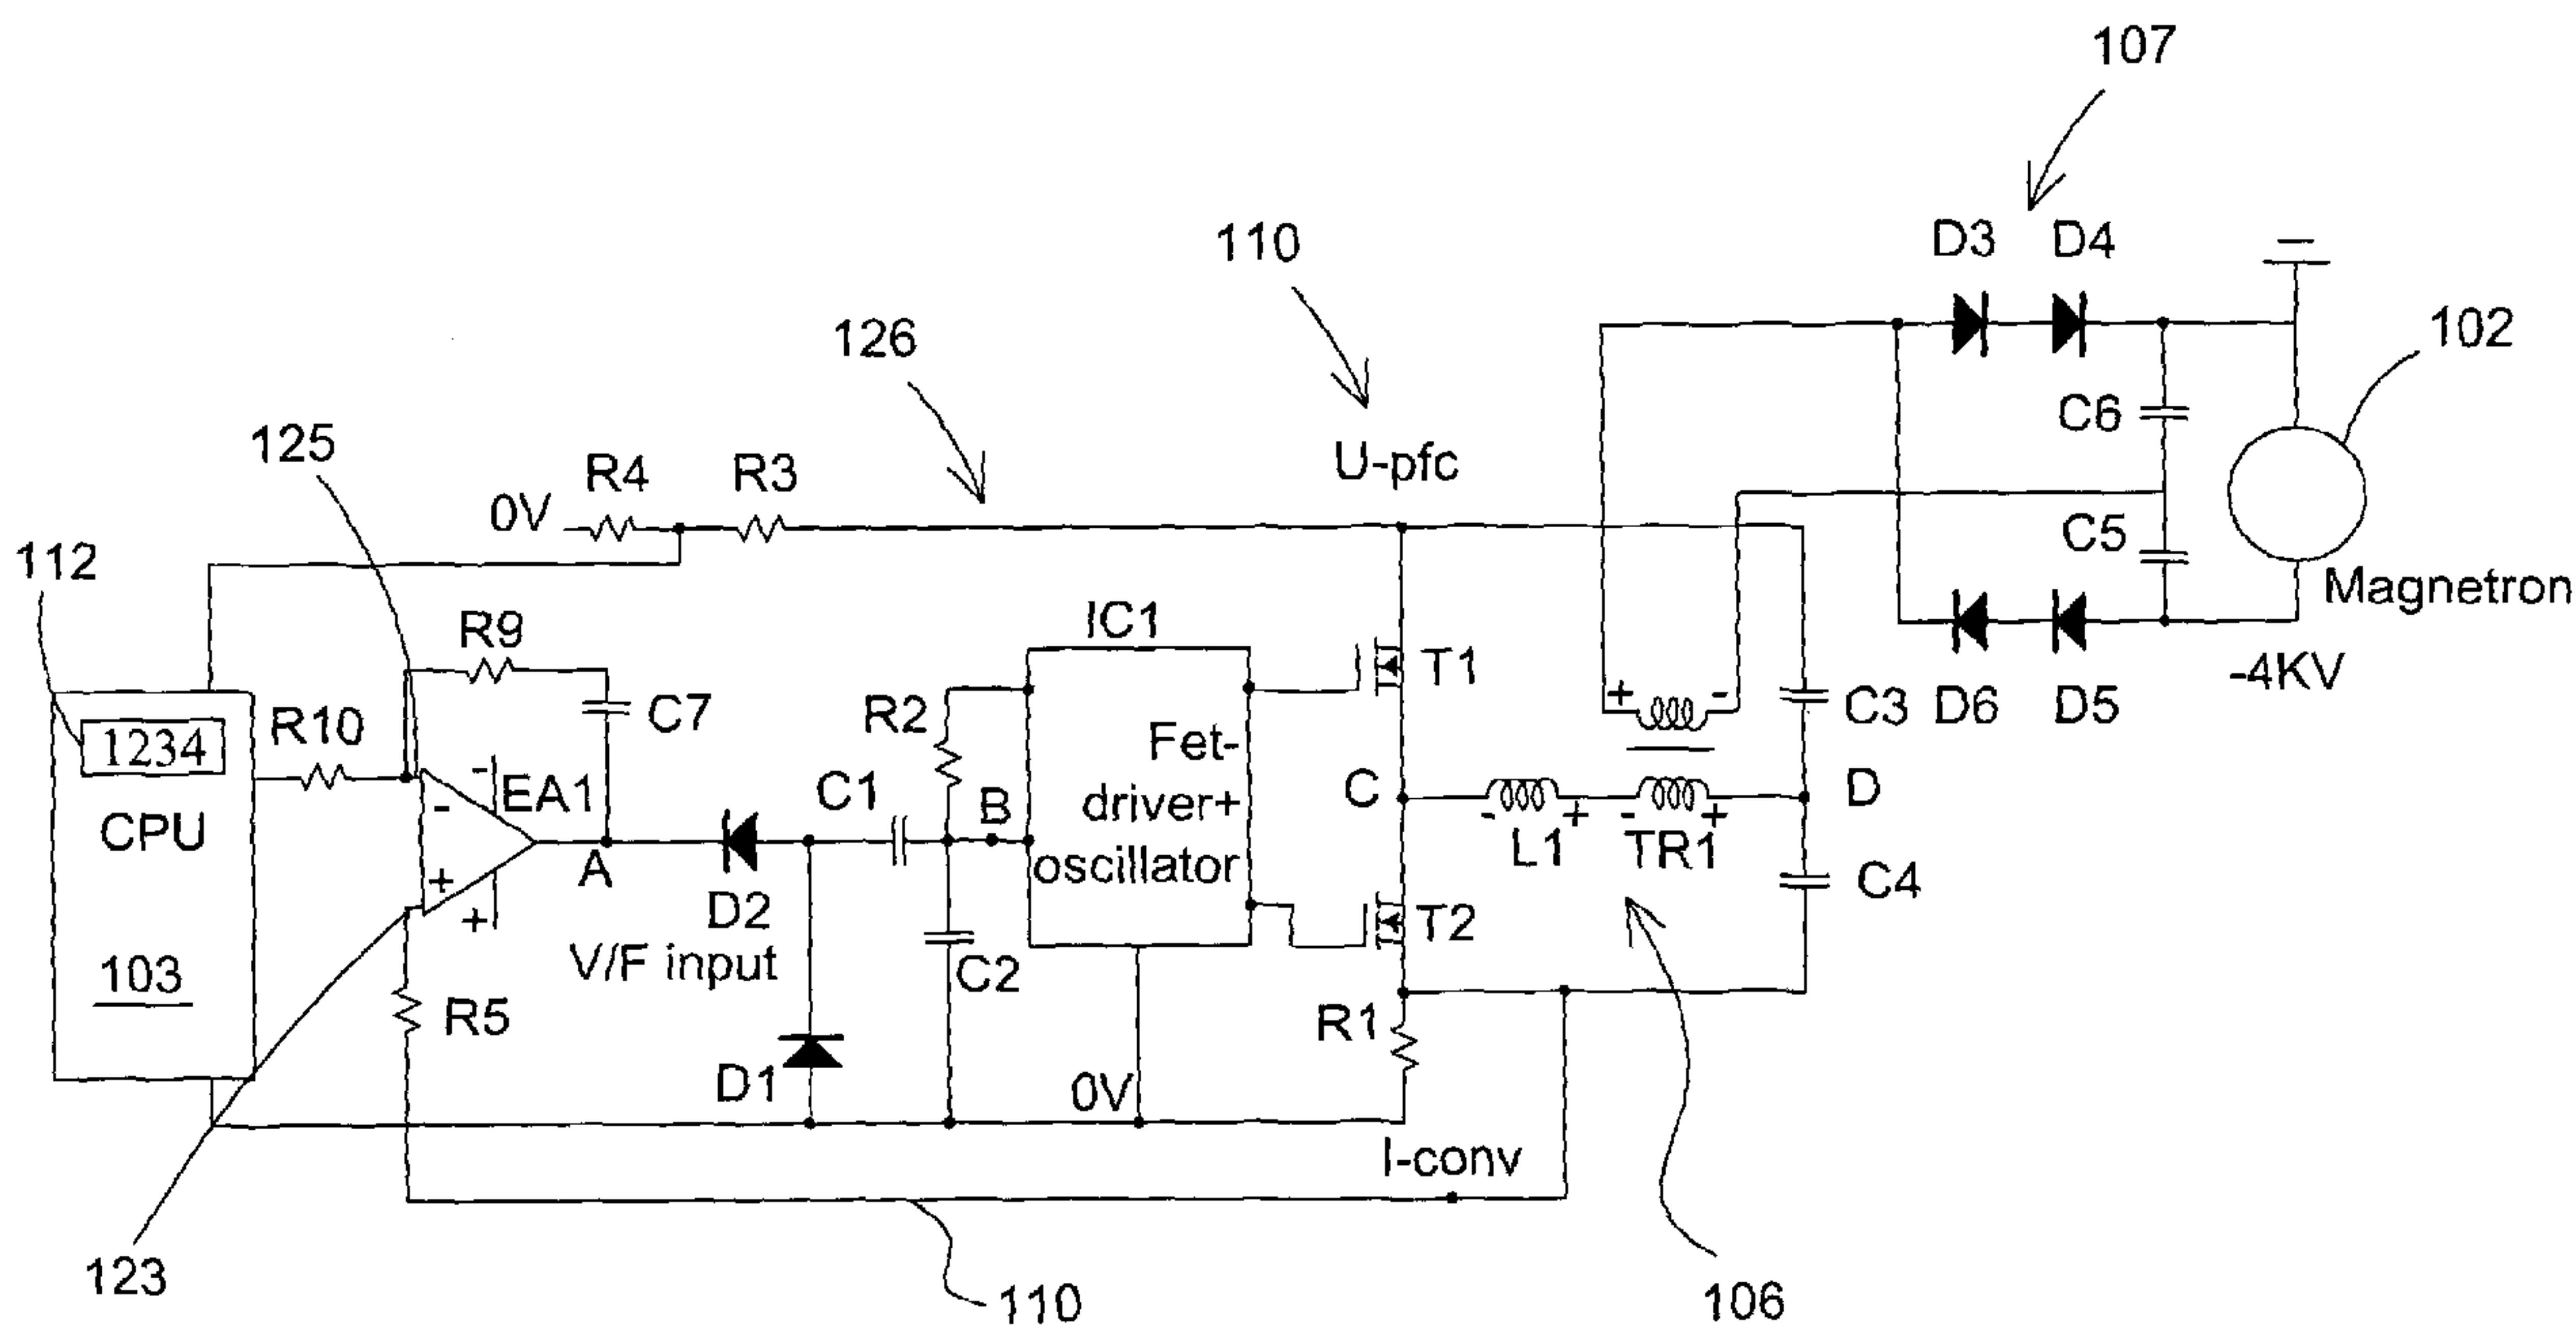 107
110
D3
D4
126
102
C6
125
R4
R3
U-pfc
0V
C5
112
IC1
Magnetron
R9
T1
+
-
-4KV
C7
R2
C3
D6
D5
R10
Fet-
1234
-
EA1
C1
B
driver+
C
D
-
CPU
-
+
-
+
L1
TR1
A
oscillator
+
D2
C4
+
T2
V/F input
103
C2
R5
R1
D1
0V
I-conv
123
110
106